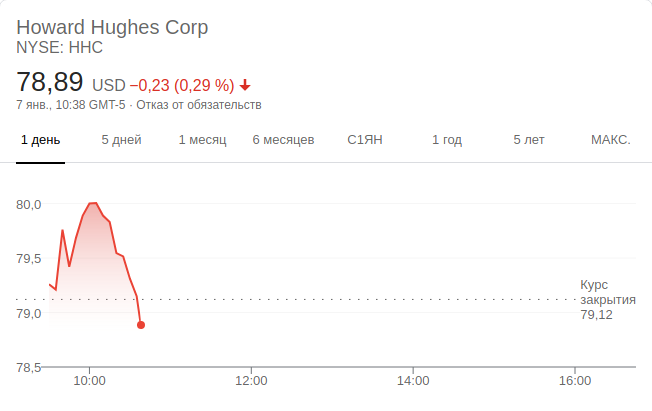 Howard Hughes Corp
NYSE: HHC
78,89 USD −0,23 (0,29 %)
7 янв., 10:38 GMT-5 · Отказ от обязательств
1 день 5 дней 1 месяц 6 месяцев С1ЯН 1 год 5 лет МАКС.
80,0
79,5
Курс
закрытия
79,12
79,0
78,5
10:00 12:00 14:00 16:00